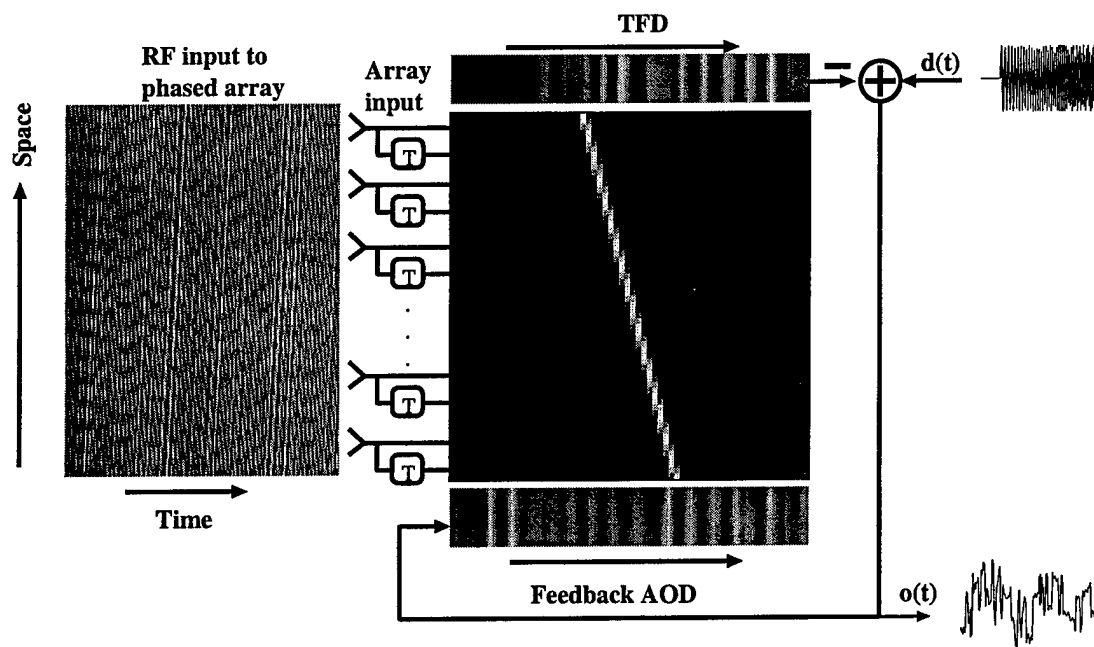 TFD
RF input to
phased array
Array
input
d(t)
Space
T
T
T
T
T
Time
Feedback AOD
o(t)